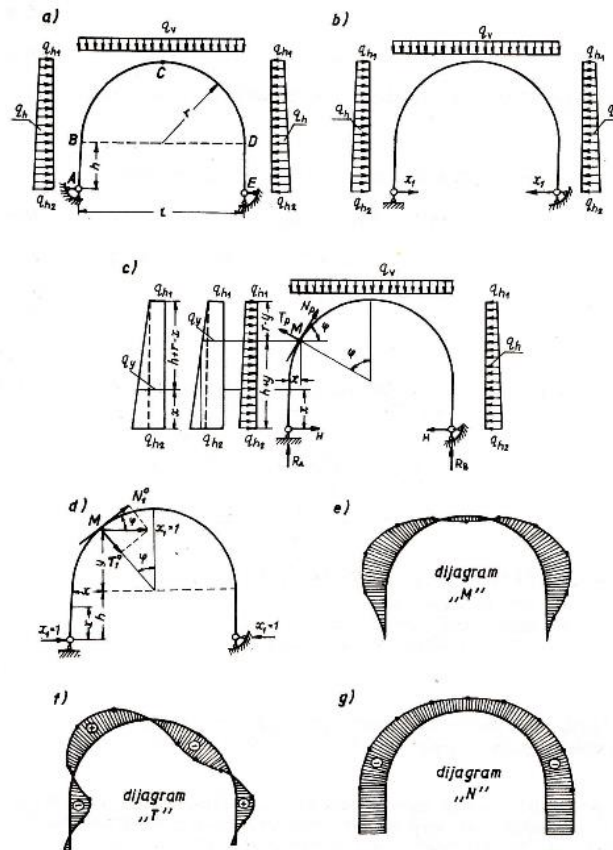 a)
q_v
q_h1 q_h1
C
r
q_h q_h
B D
h
A E
q_h2 q_h2
l
b)
q_v
q_h1 q_h1
q_h q
x_1 x_1
q_h2 q_h2
c)
q_v
q_h1 q_h1 q_h1 q_h1
T_p N_p
M φ
r-y
h+r-x
q_y q_y
φ
q_h
x
h+y
x x
H H
q_h2 q_h2 q_h2 q_h2
R_A R_B
d)
N_1°
M φ
x_1=1
T_1° φ
y
x
x h
x_1=1 x_1=1
e)
dijagram
„M"
f)
+
−
− +
dijagram
„T"
g)
− −
dijagram
„N"